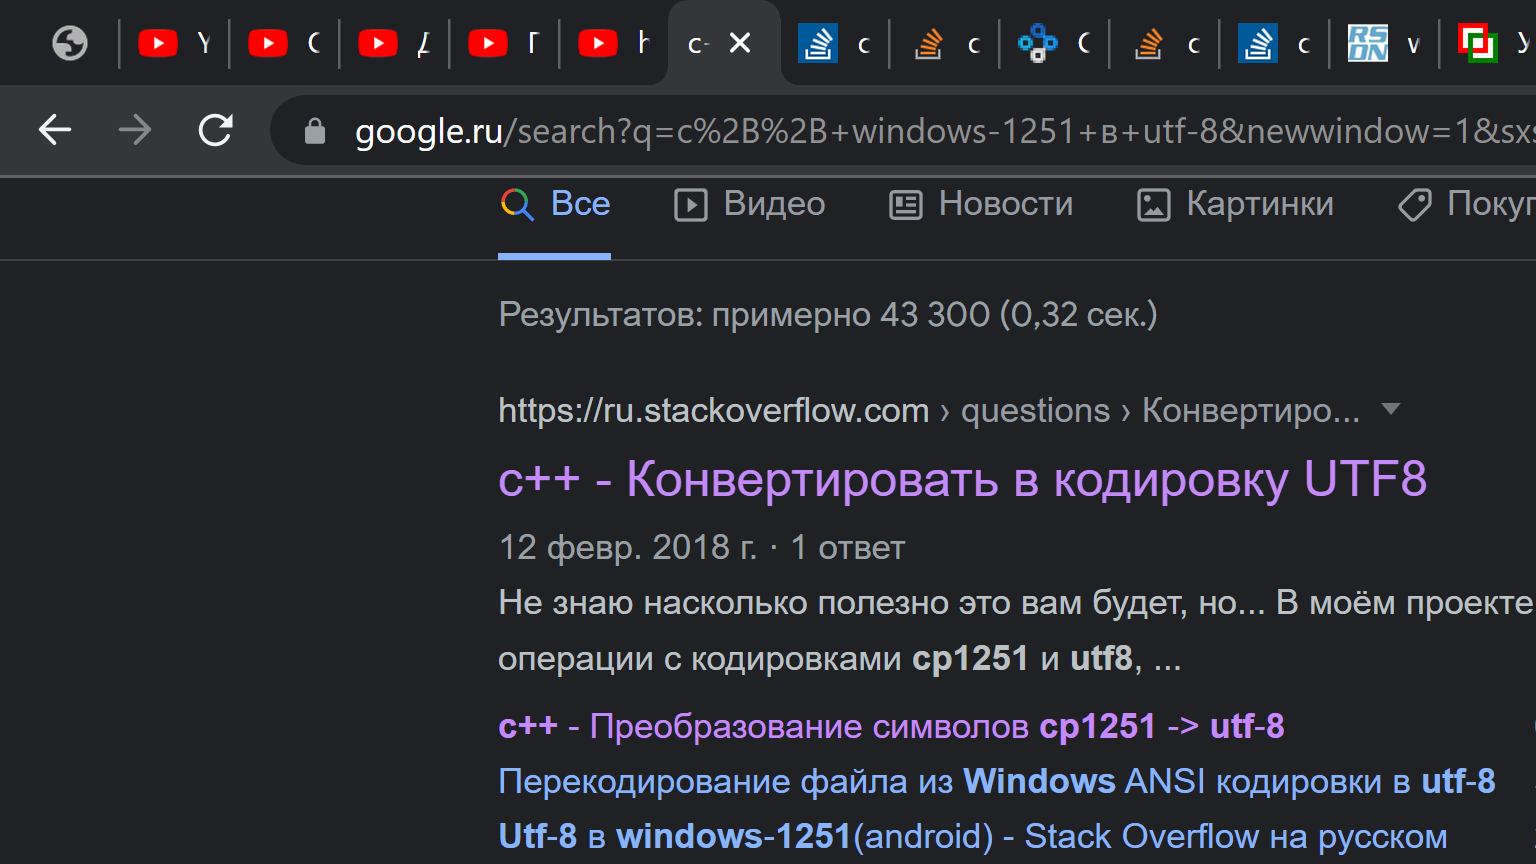 google.ru/search?q=c%2B%2B+windows-1251+в+utf-8&newwindow=1&sxs
Все Видео Новости Картинки Покуп
Результатов: примерно 43 300 (0,32 сек.)
https://ru.stackoverflow.com › questions › Конвертиро...
c++ - Конвертировать в кодировку UTF8
12 февр. 2018 г. · 1 ответ
Не знаю насколько полезно это вам будет, но... В моём проекте
операции с кодировками cp1251 и utf8, ...
c++ - Преобразование символов cp1251 -> utf-8
Перекодирование файла из Windows ANSI кодировки в utf-8
Utf-8 в windows-1251(android) - Stack Overflow на русском